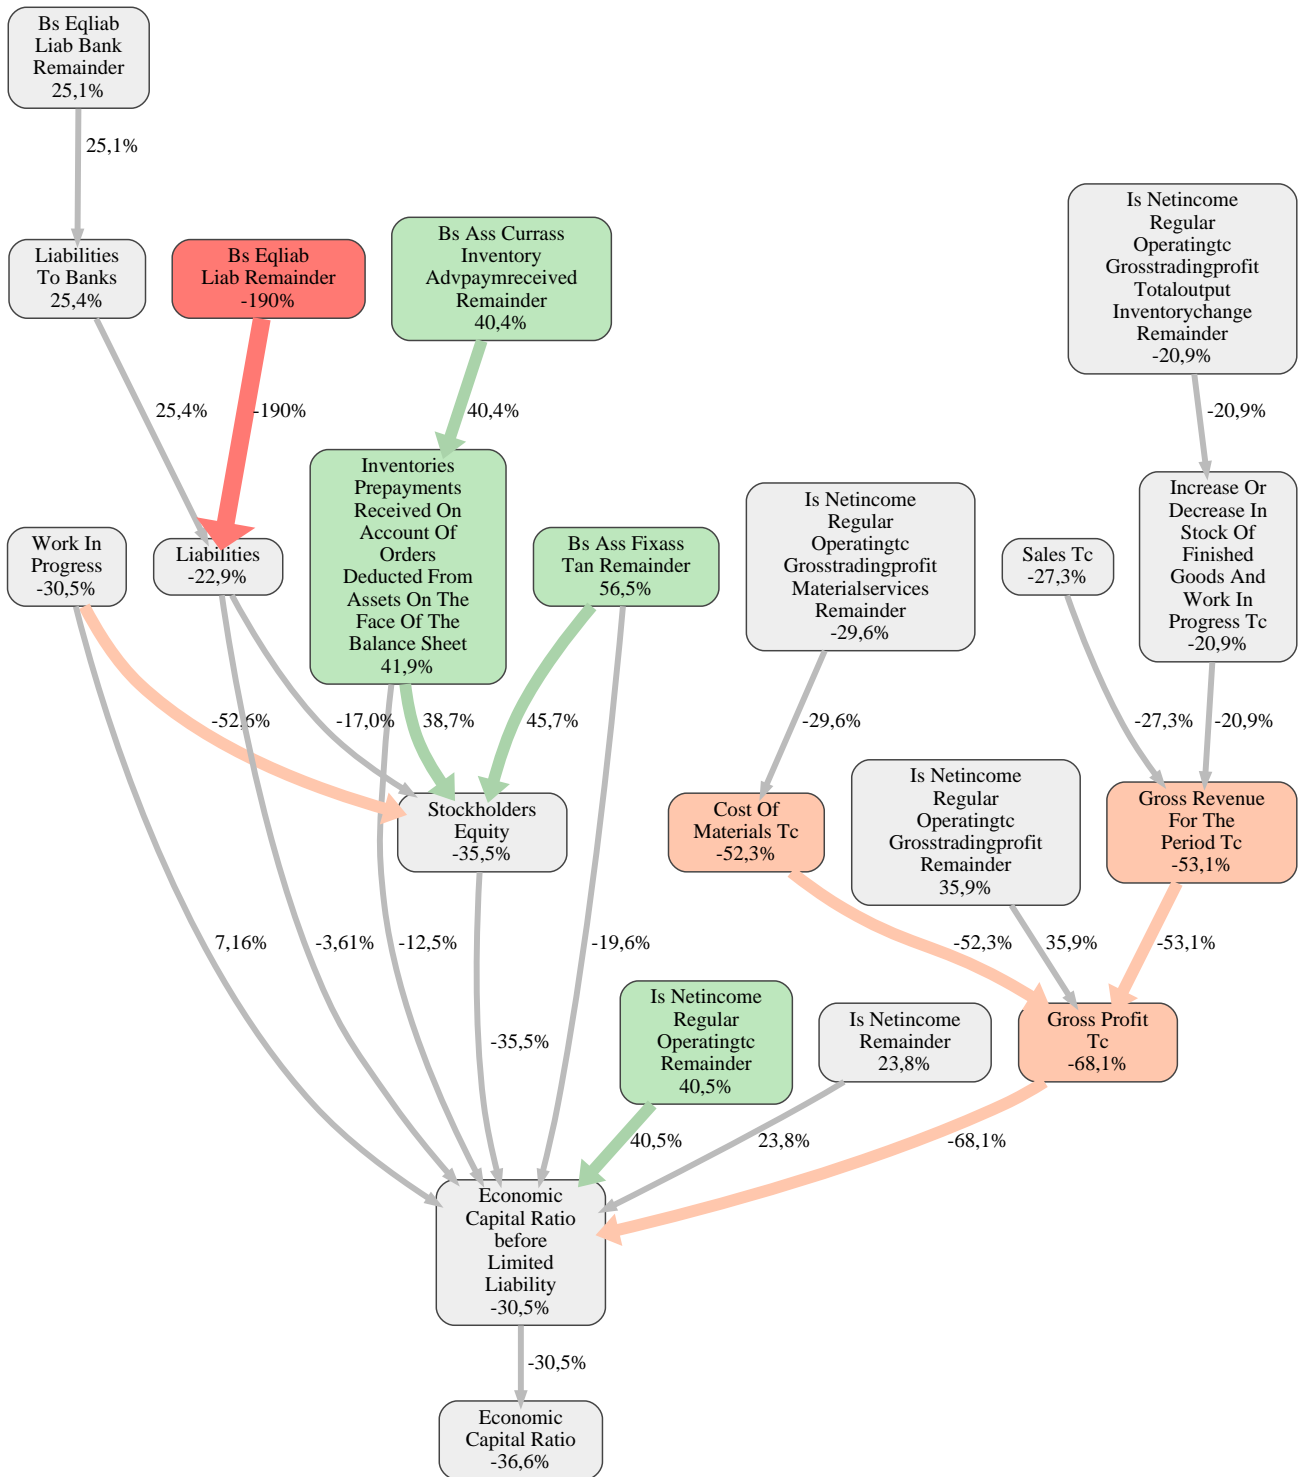 Bs Eqliab
Liab Bank
Remainder
25,1%
25,1%
Liabilities
To Banks
25,4%
Bs Eqliab
Liab Remainder
-190%
Bs Ass Currass
Inventory
Advpaymreceived
Remainder
40,4%
Is Netincome
Regular
Operatingtc
Grosstradingprofit
Totaloutput
Inventorychange
Remainder
-20,9%
25,4%
-190%
40,4%
-20,9%
Work In
Progress
-30,5%
Liabilities
-22,9%
Inventories
Prepayments
Received On
Account Of
Orders
Deducted From
Assets On The
Face Of The
Balance Sheet
41,9%
Bs Ass Fixass
Tan Remainder
56,5%
Is Netincome
Regular
Operatingtc
Grosstradingprofit
Materialservices
Remainder
-29,6%
Sales Tc
-27,3%
Increase Or
Decrease In
Stock Of
Finished
Goods And
Work In
Progress Tc
-20,9%
-52,6%
-17,0%
38,7%
45,7%
-29,6%
-27,3%
-20,9%
Stockholders
Equity
-35,5%
Cost Of
Materials Tc
-52,3%
Is Netincome
Regular
Operatingtc
Grosstradingprofit
Remainder
35,9%
Gross Revenue
For The
Period Tc
-53,1%
7,16%
-3,61%
-12,5%
-19,6%
-52,3%
35,9%
-53,1%
-35,5%
Is Netincome
Regular
Operatingtc
Remainder
40,5%
Is Netincome
Remainder
23,8%
Gross Profit
Tc
-68,1%
40,5%
23,8%
-68,1%
Economic
Capital Ratio
before
Limited
Liability
-30,5%
-30,5%
Economic
Capital Ratio
-36,6%